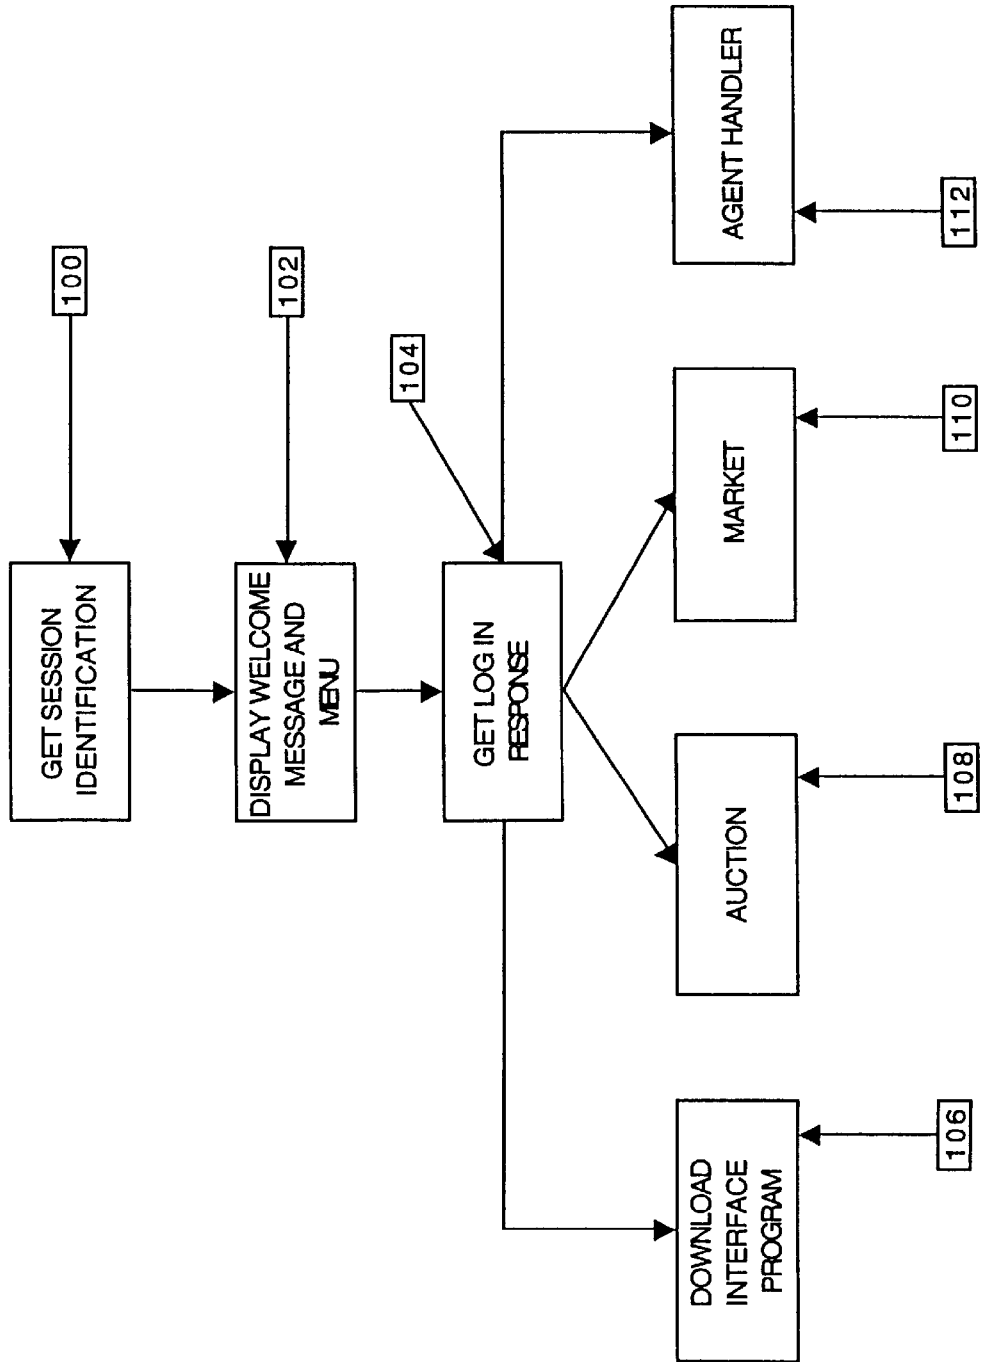 GET SESSION
IDENTIFICATION
100
DISPLAY WELCOME
MESSAGE AND
MENU
102
104
GET LOG IN
RESPONSE
DOWNLOAD
INTERFACE
PROGRAM
AUCTION
MARKET
AGENT HANDLER
106
108
110
112